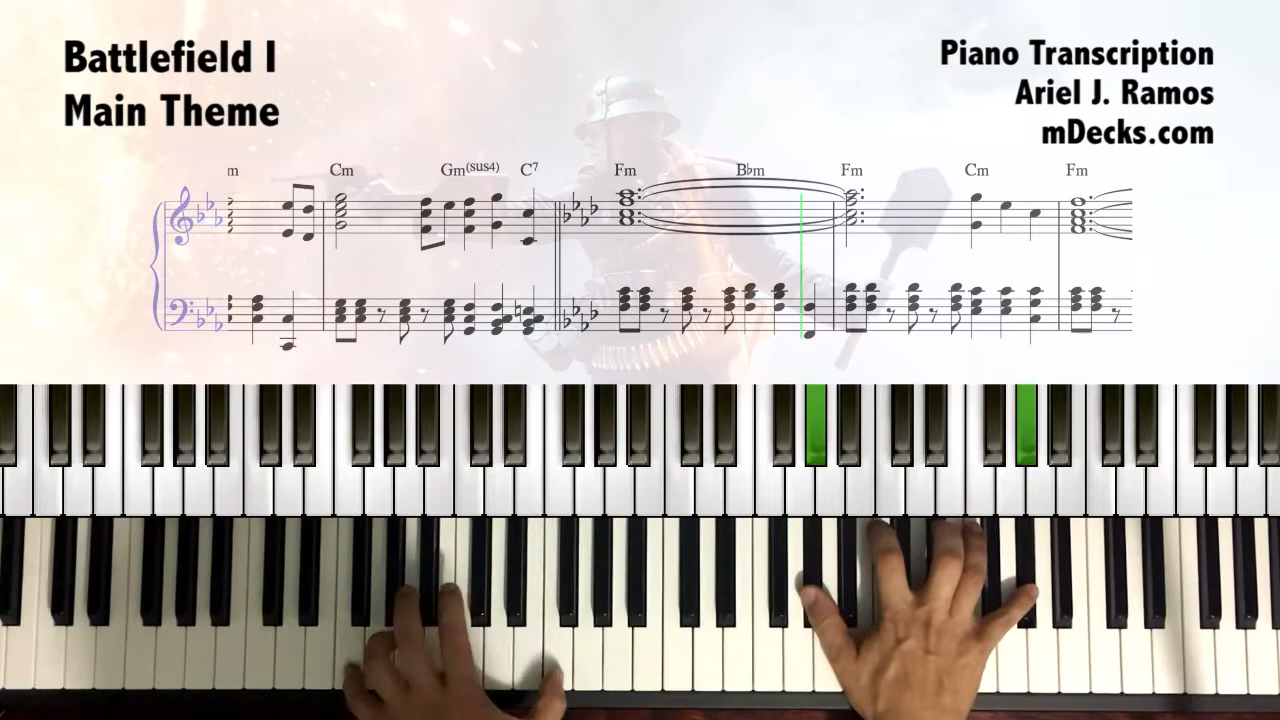 Battlefield I
Main Theme
Piano Transcription
Ariel J. Ramos
mDecks.com
m Cm Gm(sus4) C7 Fm B♭m Fm Cm Fm